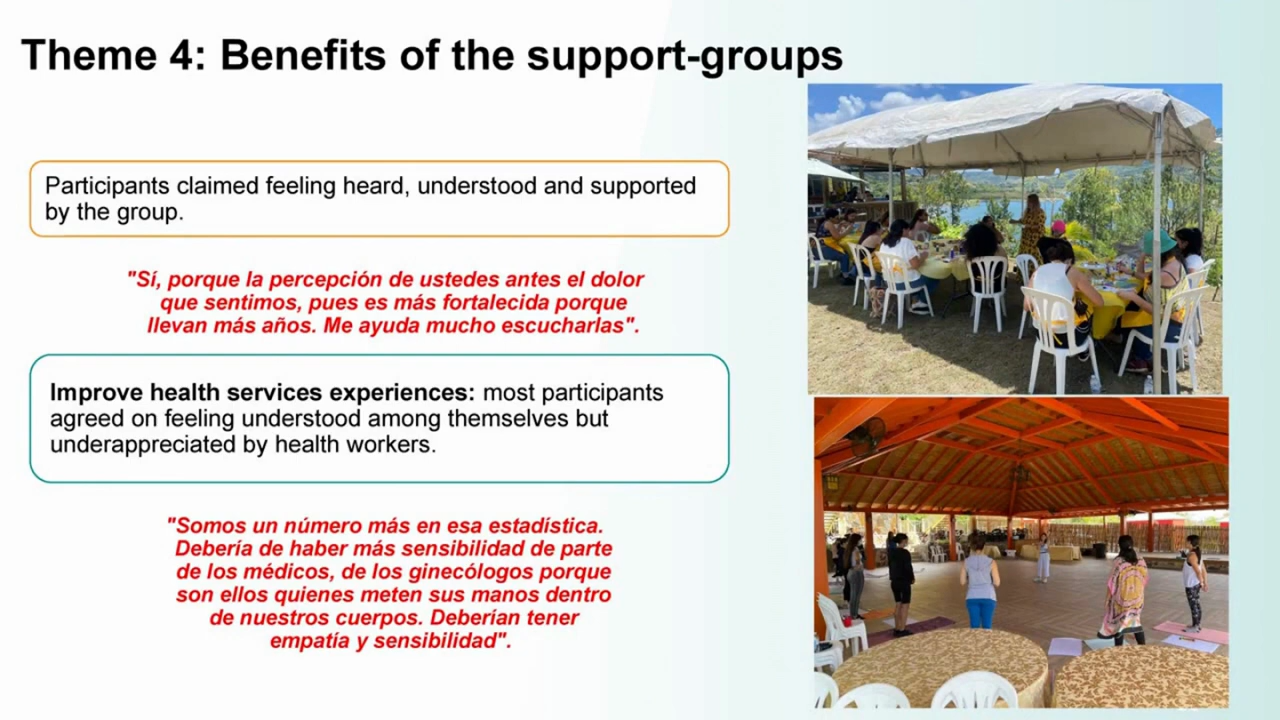 Theme 4: Benefits of the support-groups
Participants claimed feeling heard, understood and supported
by the group.
"Sí, porque la percepción de ustedes antes el dolor
que sentimos, pues es más fortalecida porque
llevan más años. Me ayuda mucho escucharlas".
Improve health services experiences: most participants
agreed on feeling understood among themselves but
underappreciated by health workers.
"Somos un número más en esa estadística.
Debería de haber más sensibilidad de parte
de los médicos, de los ginecólogos porque
son ellos quienes meten sus manos dentro
de nuestros cuerpos. Deberían tener
empatía y sensibilidad".